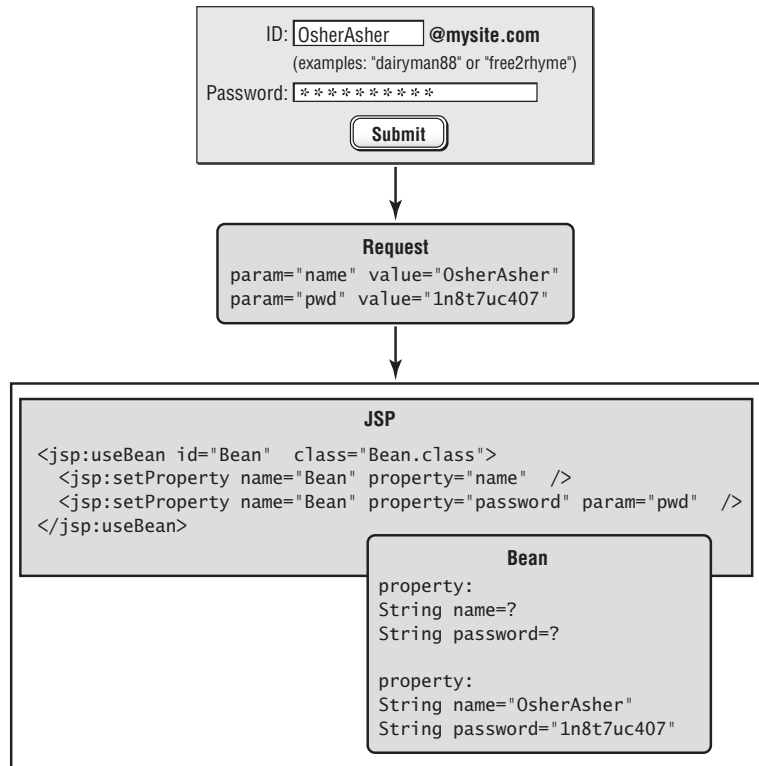 ID: OsherAsher @mysite.com
(examples: "dairyman88" or "free2rhyme")
Password: **********
Submit
Request
param="name" value="OsherAsher"
param="pwd" value="1n8t7uc407"
JSP
<jsp:useBean id="Bean"  class="Bean.class">
  <jsp:setProperty name="Bean" property="name"  />
  <jsp:setProperty name="Bean" property="password" param="pwd"  />
</jsp:useBean>
Bean
property:
String name=?
String password=?
property:
String name="OsherAsher"
String password="1n8t7uc407"